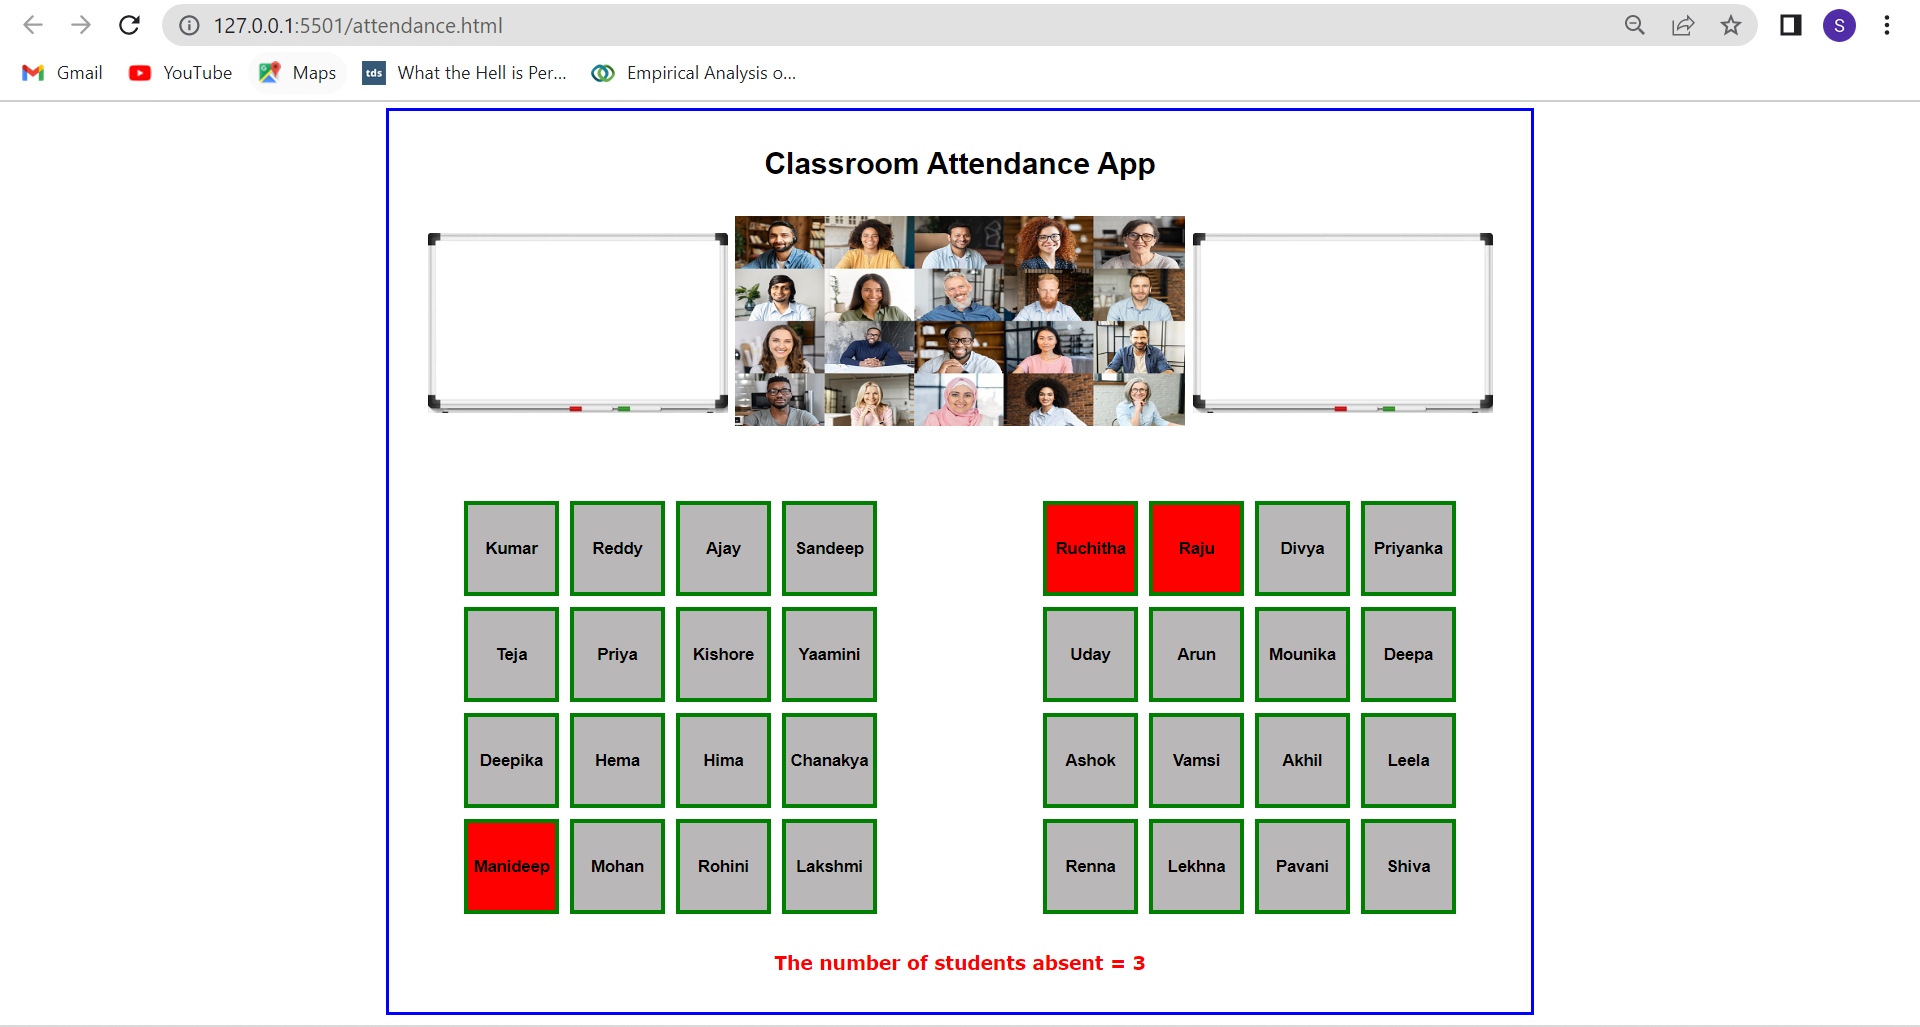 127.0.0.1:5501/attendance.html
S
Gmail YouTube Maps tds What the Hell is Per... Empirical Analysis o...
Classroom Attendance App
Kumar Reddy Ajay Sandeep Ruchitha Raju Divya Priyanka
Teja Priya Kishore Yaamini Uday Arun Mounika Deepa
Deepika Hema Hima Chanakya Ashok Vamsi Akhil Leela
Manideep Mohan Rohini Lakshmi Renna Lekhna Pavani Shiva
The number of students absent = 3